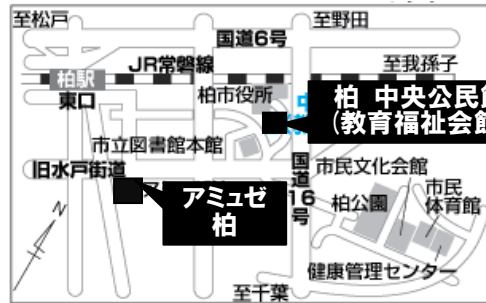 至松戸
至野田
国道6号
JR常磐線
至我孫子
柏駅
東口
柏市役所
柏 中央公民館
(教育福祉会館
市立図書館本館
旧水戸街道
国道16号
市民文化会館
アミュゼ
柏
柏公園
市民
体育館
N
健康管理センター
至千葉